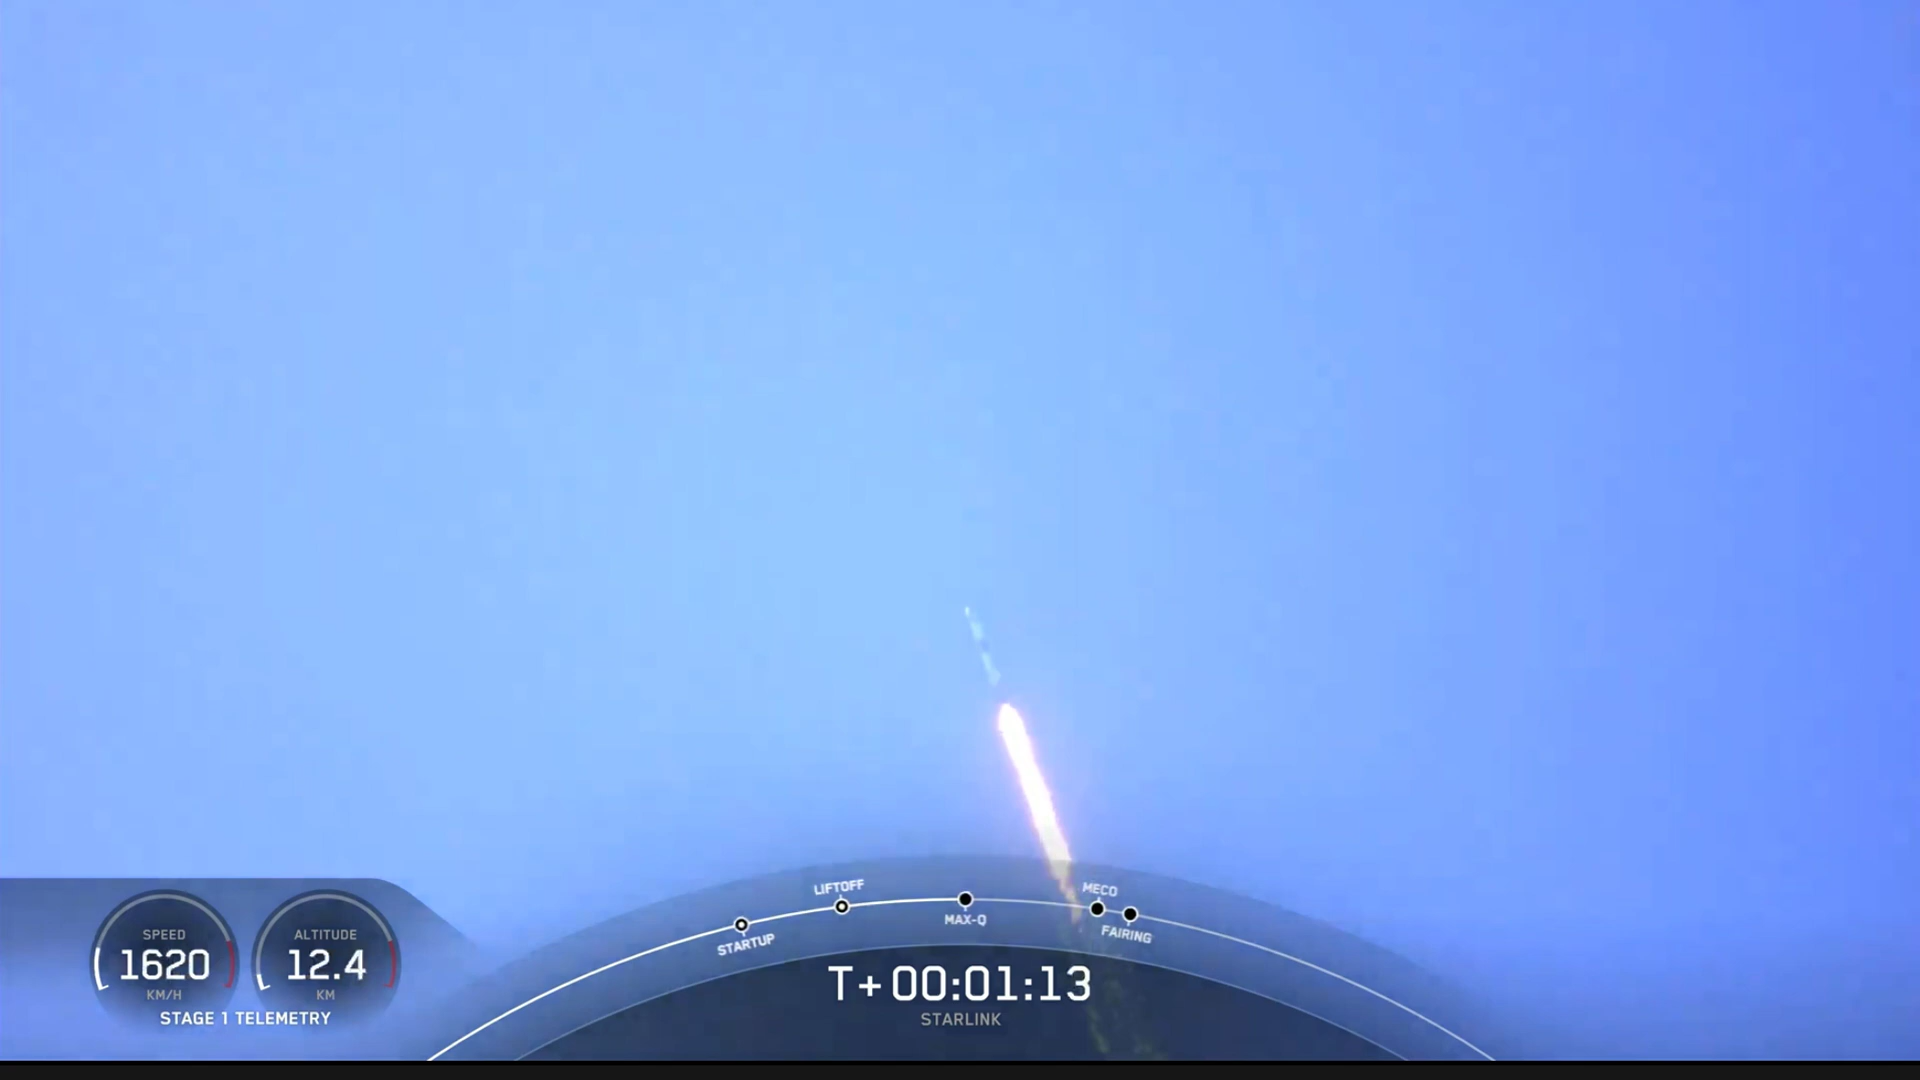 SPEED
1620
KM/H
ALTITUDE
12.4
KM
STAGE 1 TELEMETRY
STARTUP
LIFTOFF
MAX-Q
MECO
FAIRING
T+00:01:13
STARLINK